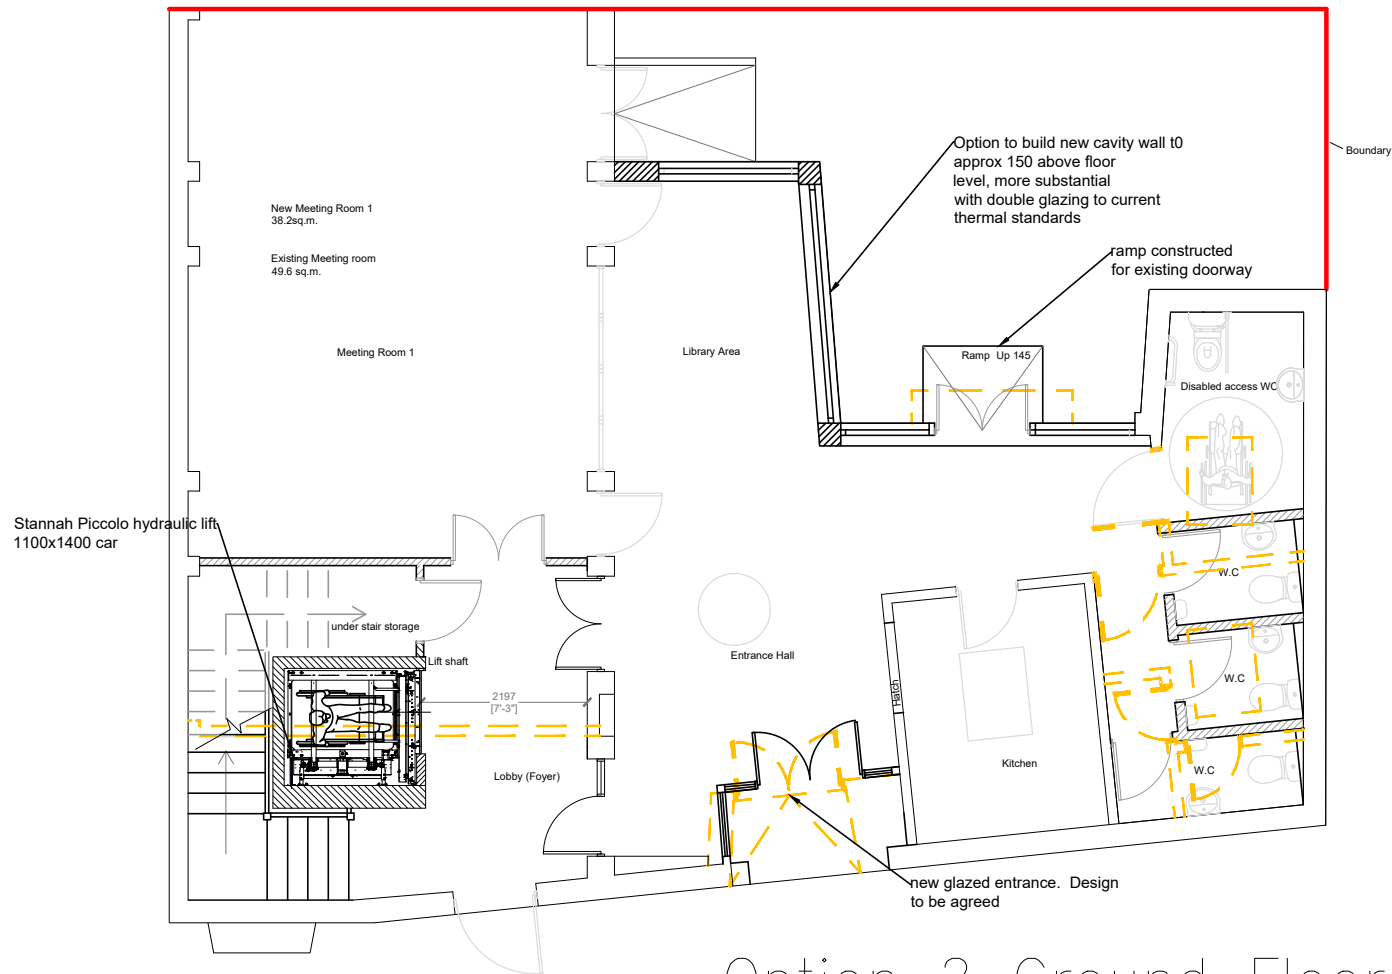 Option to build new cavity wall t0
approx 150 above floor
level, more substantial
with double glazing to current
thermal standards
Boundary
New Meeting Room 1
38.2sq.m.
Existing Meeting room
49.6 sq.m.
ramp constructed
for existing doorway
Meeting Room 1
Library Area
Ramp Up 145
Disabled access WC
Stannah Piccolo hydraulic lift
1100x1400 car
W.C
under stair storage
Lift shaft
Entrance Hall
W.C
Hatch
2197
[7'-3"]
Lobby (Foyer)
Kitchen
W.C
new glazed entrance. Design
to be agreed
Option 2 Ground Floor